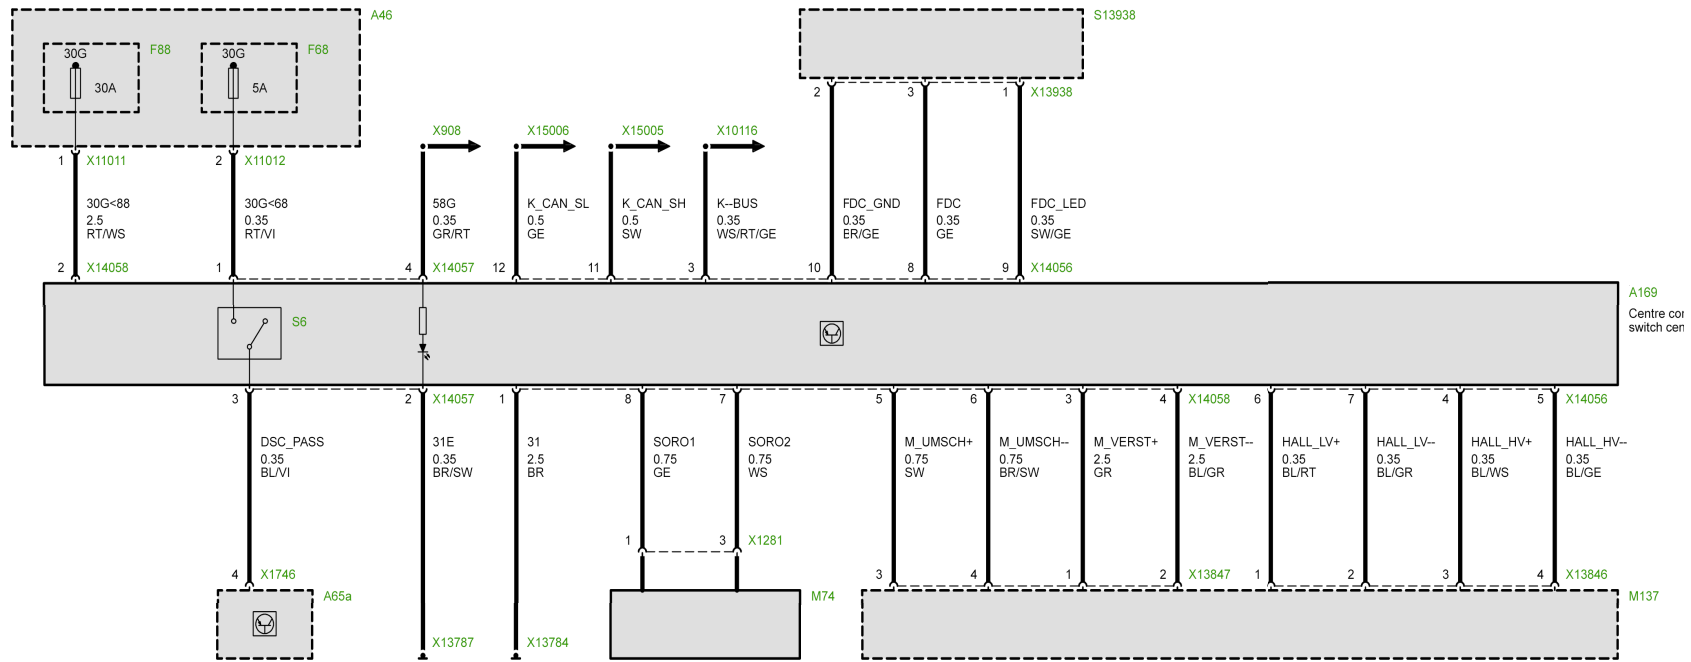 A46
S13938
30G
F88
30G
F68
30A
5A
2
3
1
X13938
X908
X15006
X15005
X10116
1
X11011
2
X11012
30G<88
2.5
RT/WS
30G<68
0.35
RT/VI
58G
0.35
GR/RT
K_CAN_SL
0.5
GE
K_CAN_SH
0.5
SW
K--BUS
0.35
WS/RT/GE
FDC_GND
0.35
BR/GE
FDC
0.35
GE
FDC_LED
0.35
SW/GE
2
X14058
1
4
X14057
12
11
3
10
8
9
X14056
A169
Centre con
switch cen
S6
3
2
X14057
1
8
7
5
6
3
4
X14058
6
7
4
5
X14056
DSC_PASS
0.35
BL/VI
31E
0.35
BR/SW
31
2.5
BR
SORO1
0.75
GE
SORO2
0.75
WS
M_UMSCH+
0.75
SW
M_UMSCH--
0.75
BR/SW
M_VERST+
2.5
GR
M_VERST--
2.5
BL/GR
HALL_LV+
0.35
BL/RT
HALL_LV--
0.35
BL/GR
HALL_HV+
0.35
BL/WS
HALL_HV--
0.35
BL/GE
1
3
X1281
4
X1746
3
4
1
2
X13847
1
2
3
4
X13846
A65a
M74
M137
X13787
X13784